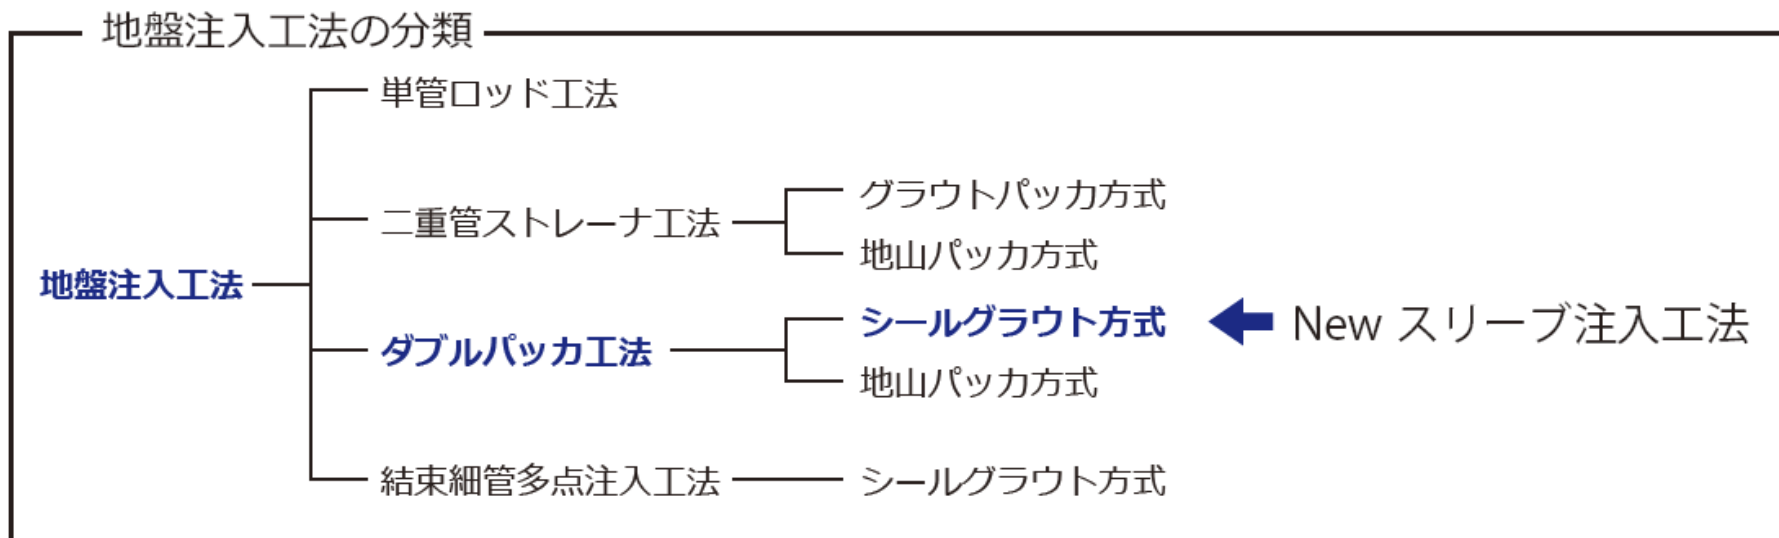 地盤注入工法の分類
単管ロッド工法
グラウトパッカ方式
二重管ストレーナ工法
地山パッカ方式
地盤注入工法
シールグラウト方式
New スリーブ注入工法
ダブルパッカ工法
地山パッカ方式
結束細管多点注入工法
シールグラウト方式